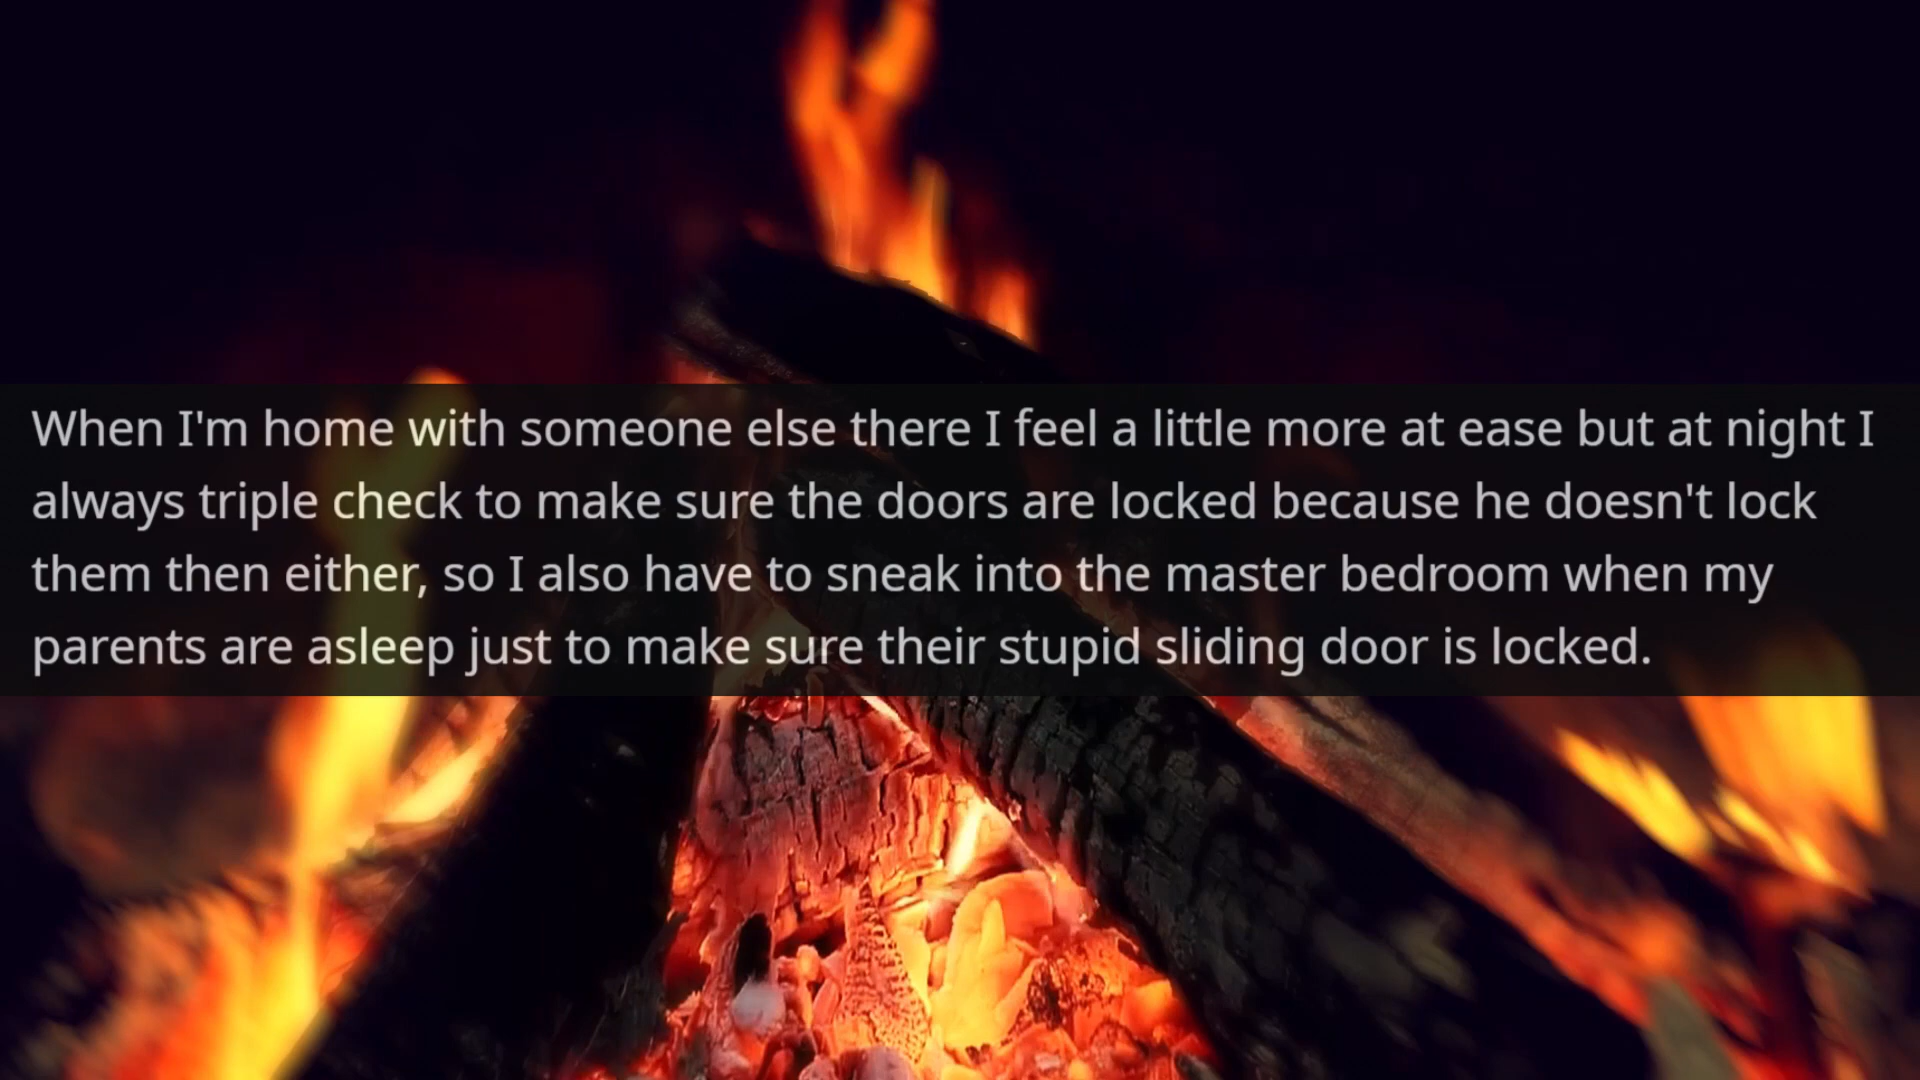 When I'm home with someone else there I feel a little more at ease but at night I
always triple check to make sure the doors are locked because he doesn't lock
them then either, so I also have to sneak into the master bedroom when my
parents are asleep just to make sure their stupid sliding door is locked.